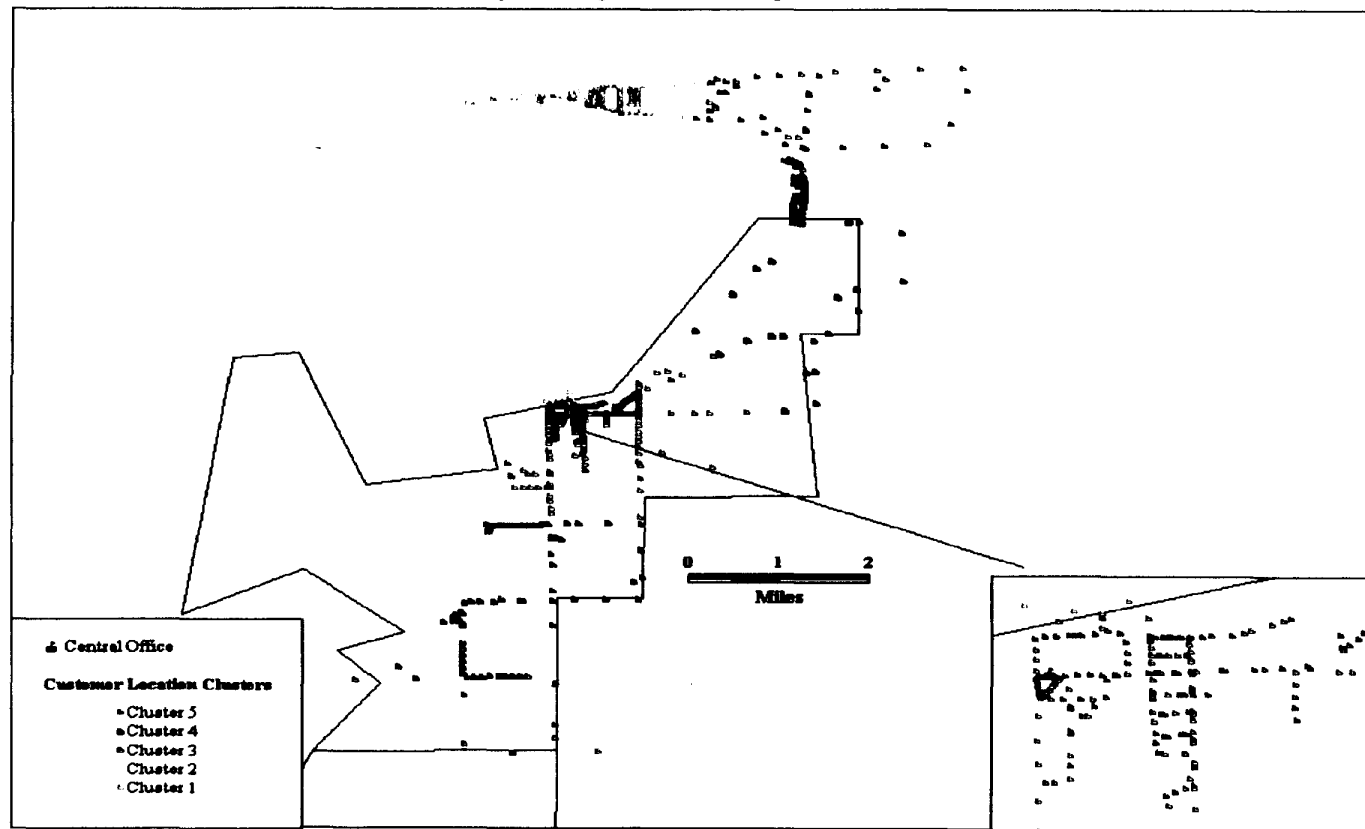 0 1 2
Miles
Central Office
Customer Location Clusters
Cluster 5
Cluster 4
Cluster 3
Cluster 2
Cluster 1